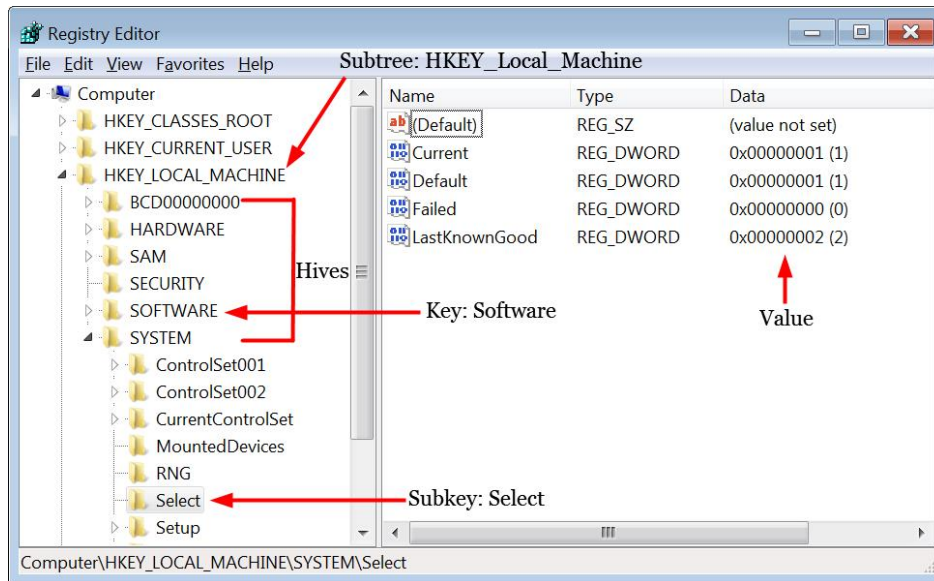 Registry Editor
File Edit View Favorites Help
Subtree: HKEY_Local_Machine
Computer
HKEY_CLASSES_ROOT
HKEY_CURRENT_USER
HKEY_LOCAL_MACHINE
BCD00000000
HARDWARE
SAM
SECURITY
SOFTWARE
SYSTEM
ControlSet001
ControlSet002
CurrentControlSet
MountedDevices
RNG
Select
Setup
Hives
Key: Software
Subkey: Select
Name Type Data
(Default) REG_SZ (value not set)
Current REG_DWORD 0x00000001 (1)
Default REG_DWORD 0x00000001 (1)
Failed REG_DWORD 0x00000000 (0)
LastKnownGood REG_DWORD 0x00000002 (2)
Value
Computer\HKEY_LOCAL_MACHINE\SYSTEM\Select